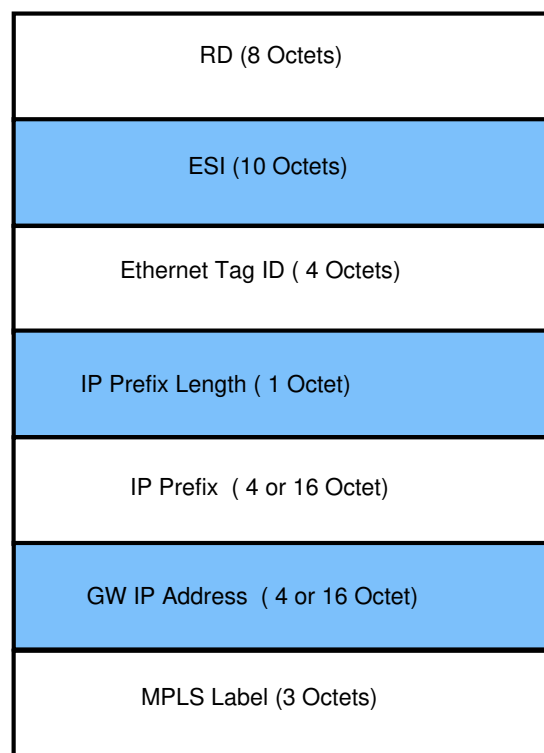 RD (8 Octets)
ESI (10 Octets)
Ethernet Tag ID ( 4 Octets)
IP Prefix Length ( 1 Octet)
IP Prefix  ( 4 or 16 Octet)
GW IP Address  ( 4 or 16 Octet)
MPLS Label (3 Octets)